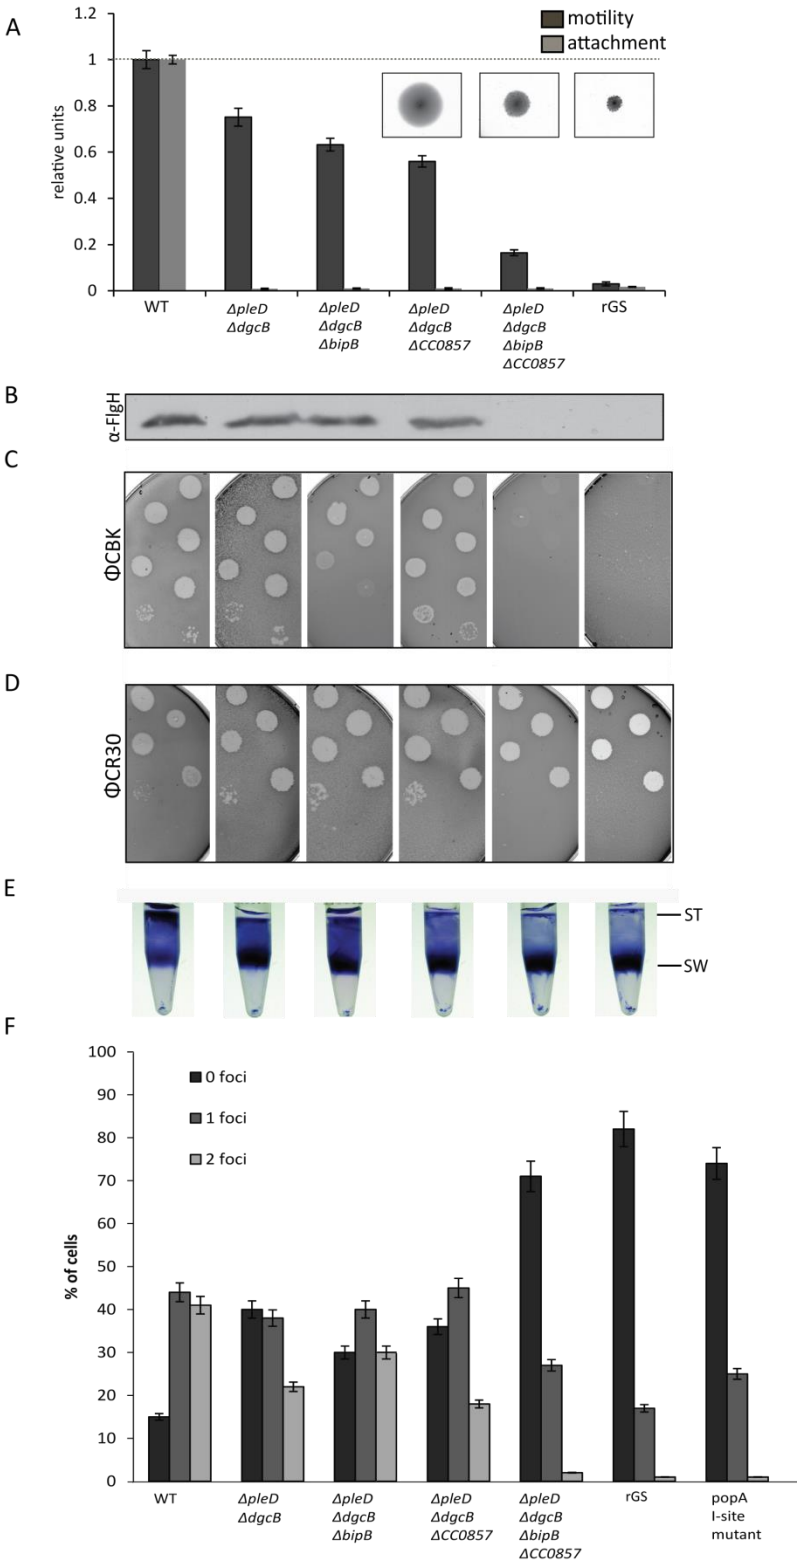 A
1.2
motility
attachment
1
0.8
0.6
0.4
0.2
0
relative units
WT
ΔpleD
ΔdgcB
ΔpleD
ΔdgcB
ΔbipB
ΔpleD
ΔdgcB
ΔCC0857
ΔpleD
ΔdgcB
ΔbipB
ΔCC0857
rGS
B
α-FlgH
C
ΦCBK
D
ΦCR30
E
ST
SW
F
100
90
80
70
60
50
40
30
20
10
0
% of cells
0 foci
1 foci
2 foci
WT
ΔpleD
ΔdgcB
ΔpleD
ΔdgcB
ΔbipB
ΔpleD
ΔdgcB
ΔCC0857
ΔpleD
ΔdgcB
ΔbipB
ΔCC0857
rGS
popA
I-site
mutant